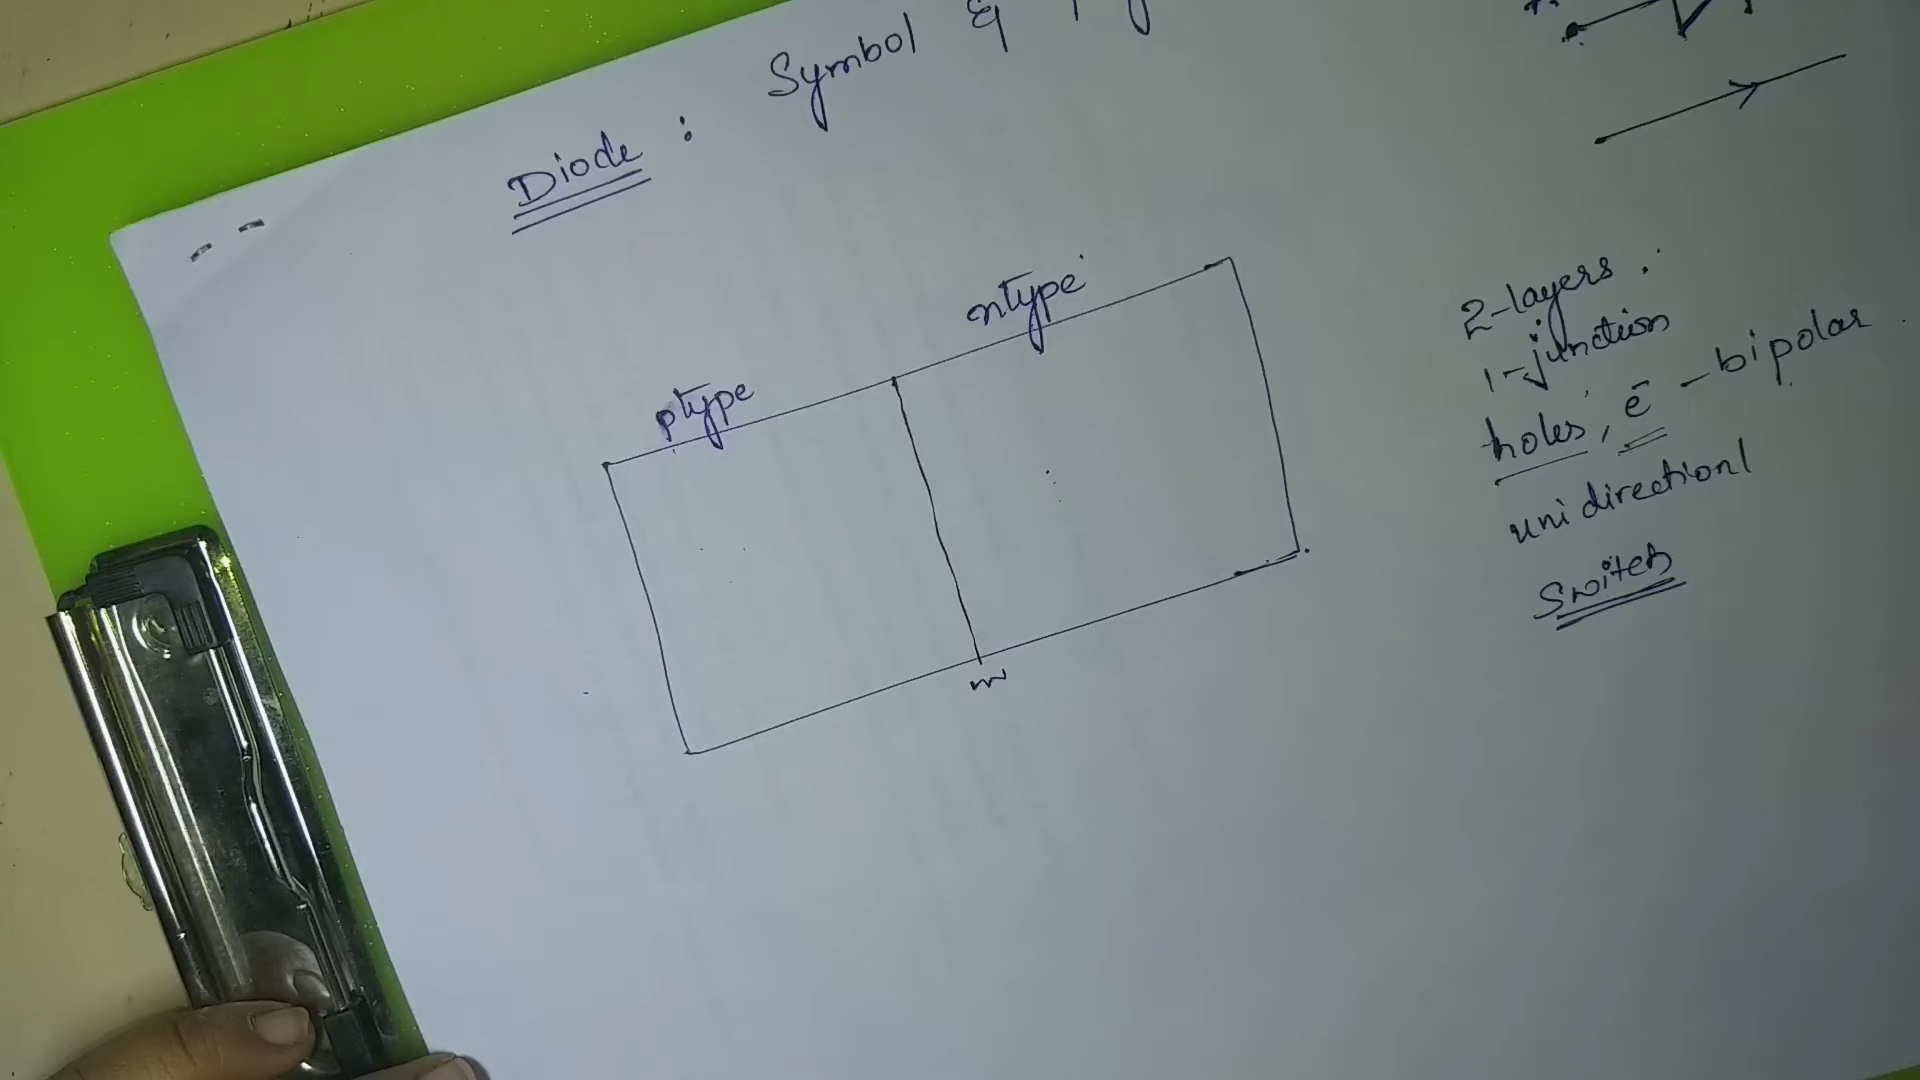 Diode : Symbol &
ptype
ntype
2-layers.
1-junction
holes, e⁻ - bipolar.
unidirectionl
Switch